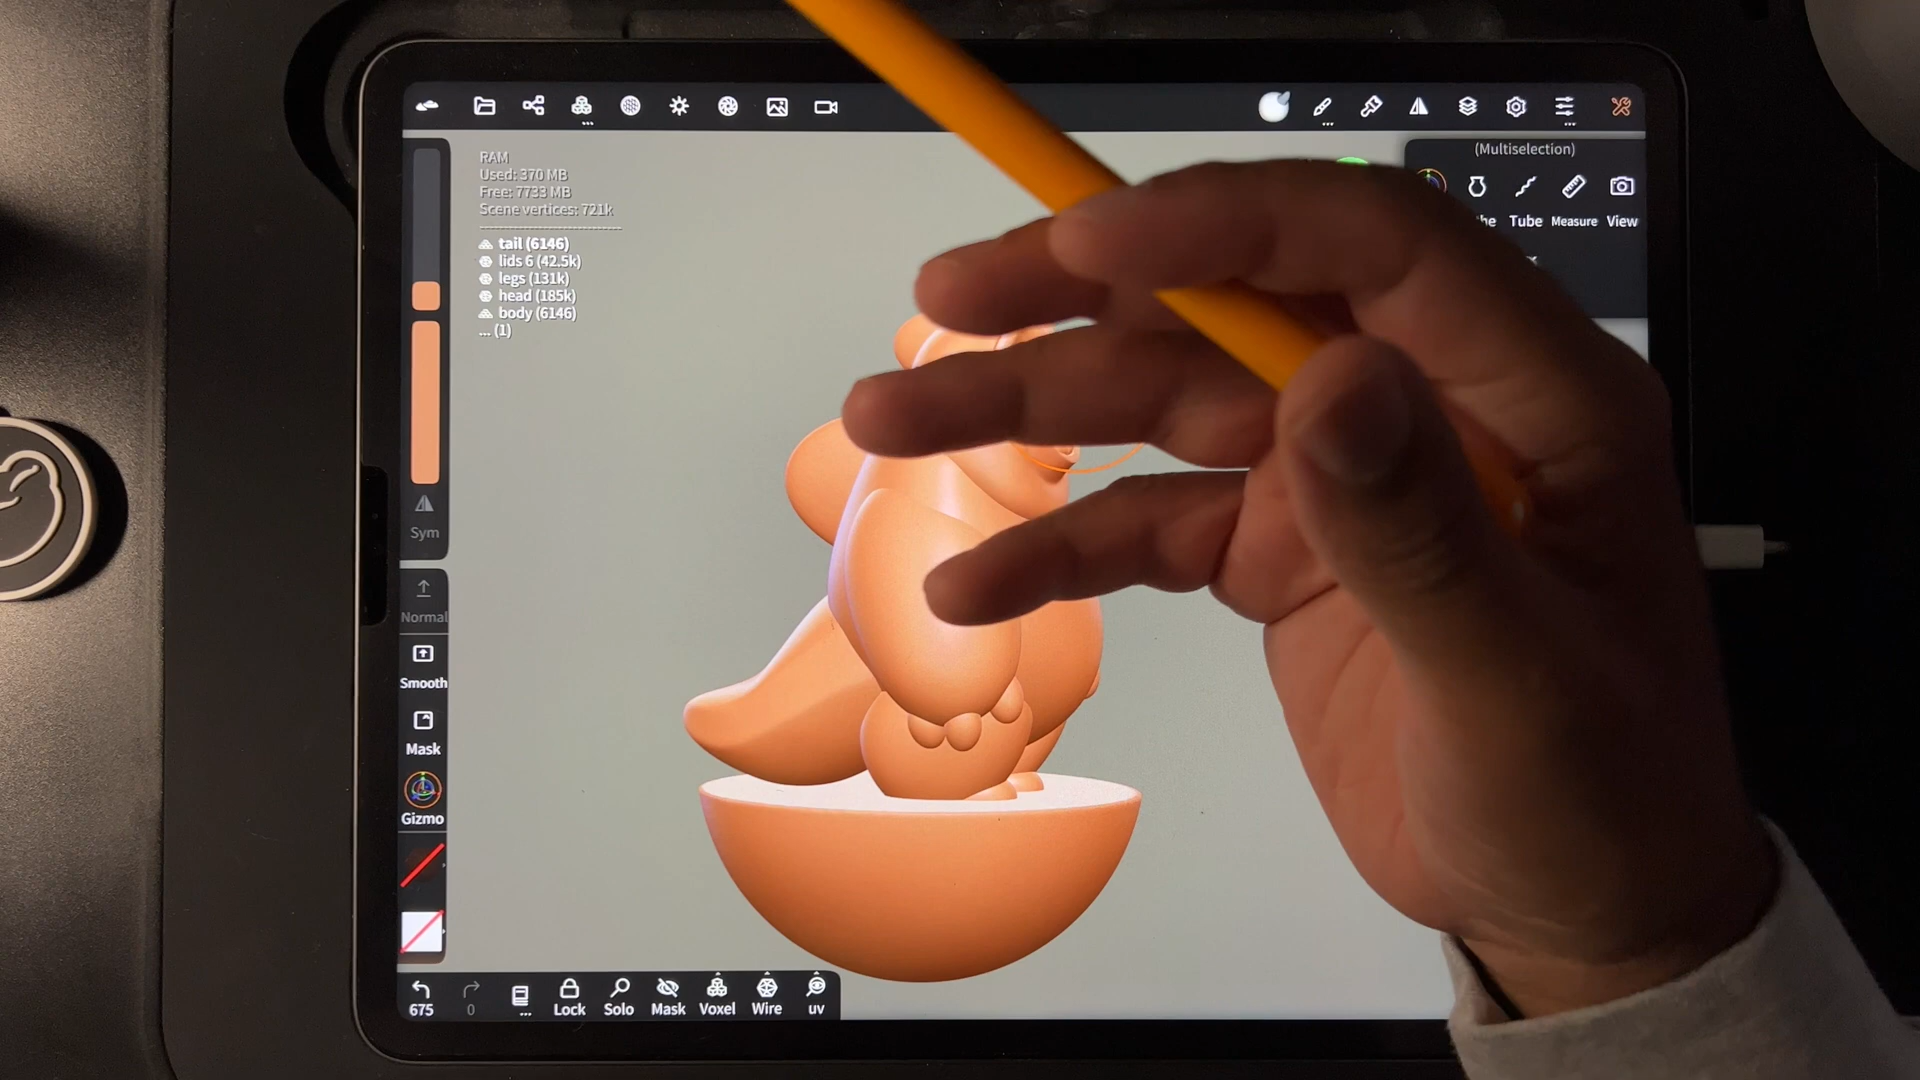 RAM
Used: 370 MB
Free: 7733 MB
Scene vertices: 721k
tail (6146)
lids 6 (42.5k)
legs (131k)
head (185k)
body (6146)
... (1)
(Multiselection)
Tube
Measure
View
Sym
Normal
Smooth
Mask
Gizmo
675
0
...
Lock
Solo
Mask
Voxel
Wire
uv